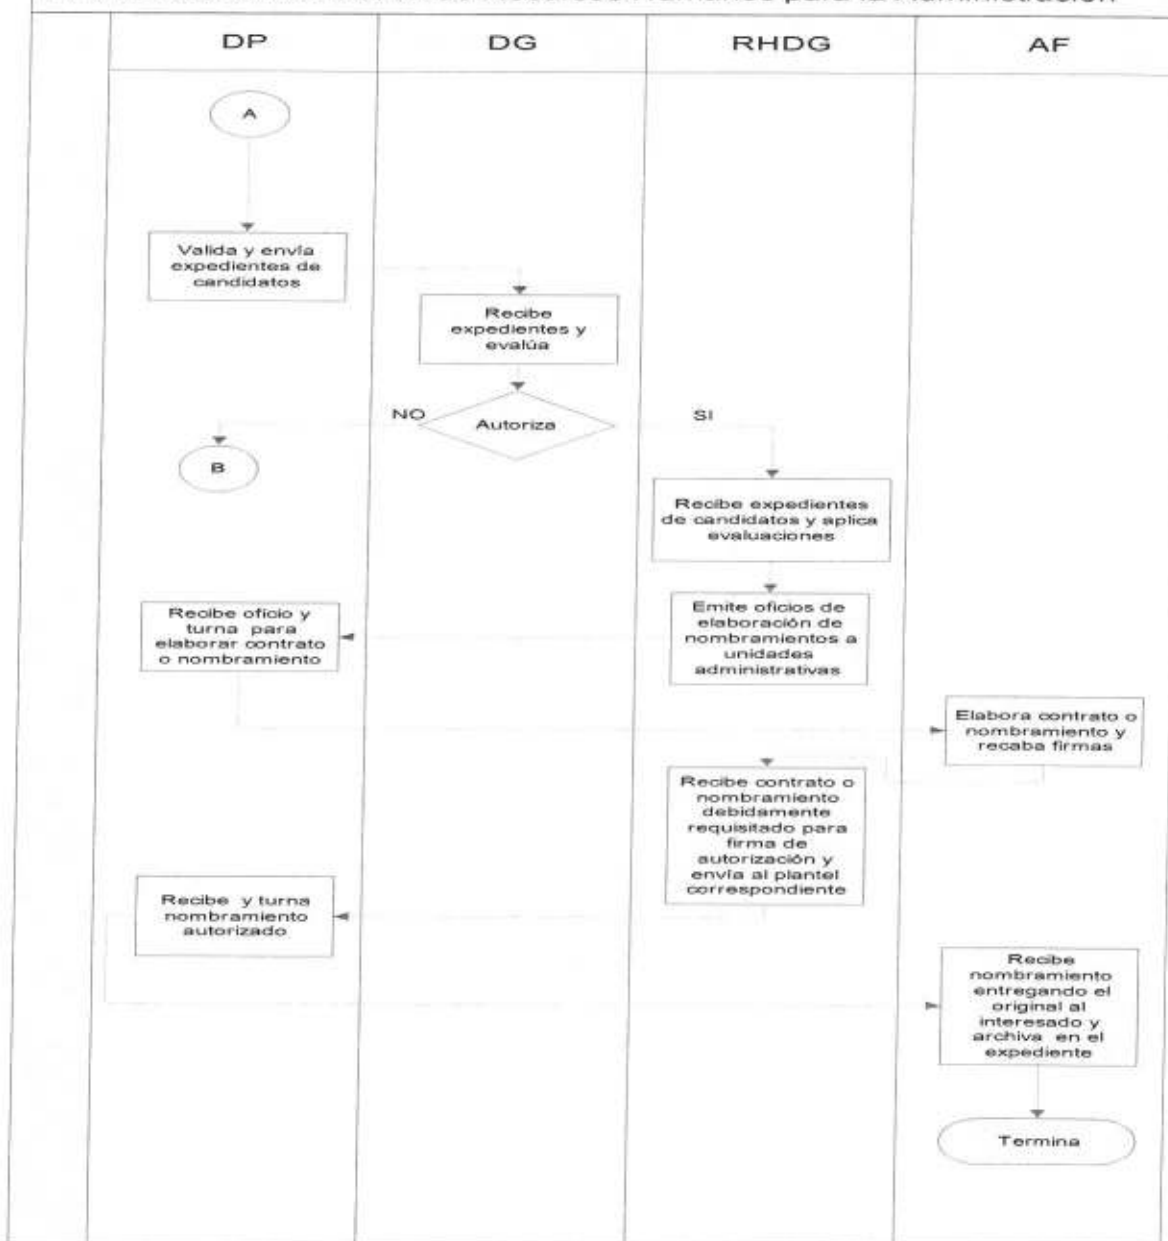 para la Administración
DP
DG
RHDG
AF
A
Valida y envía
expedientes de
candidatos
Recibe
expedientes y
evalúa
NO
Autoriza
SI
B
Recibe expedientes
de candidatos y aplica
evaluaciones
Recibe oficio y
turna para
elaborar contrato
o nombramiento
Emite oficios de
elaboración de
nombramientos a
unidades
administrativas
Elabora contrato o
nombramiento y
recaba firmas
Recibe contrato o
nombramiento
debidamente
requisitado para
firma de
autorización y
envía al plantel
correspondiente
Recibe y turna
nombramiento
autorizado
Recibe
nombramiento
entregando el
original al
interesado y
archiva en el
expediente
Termina